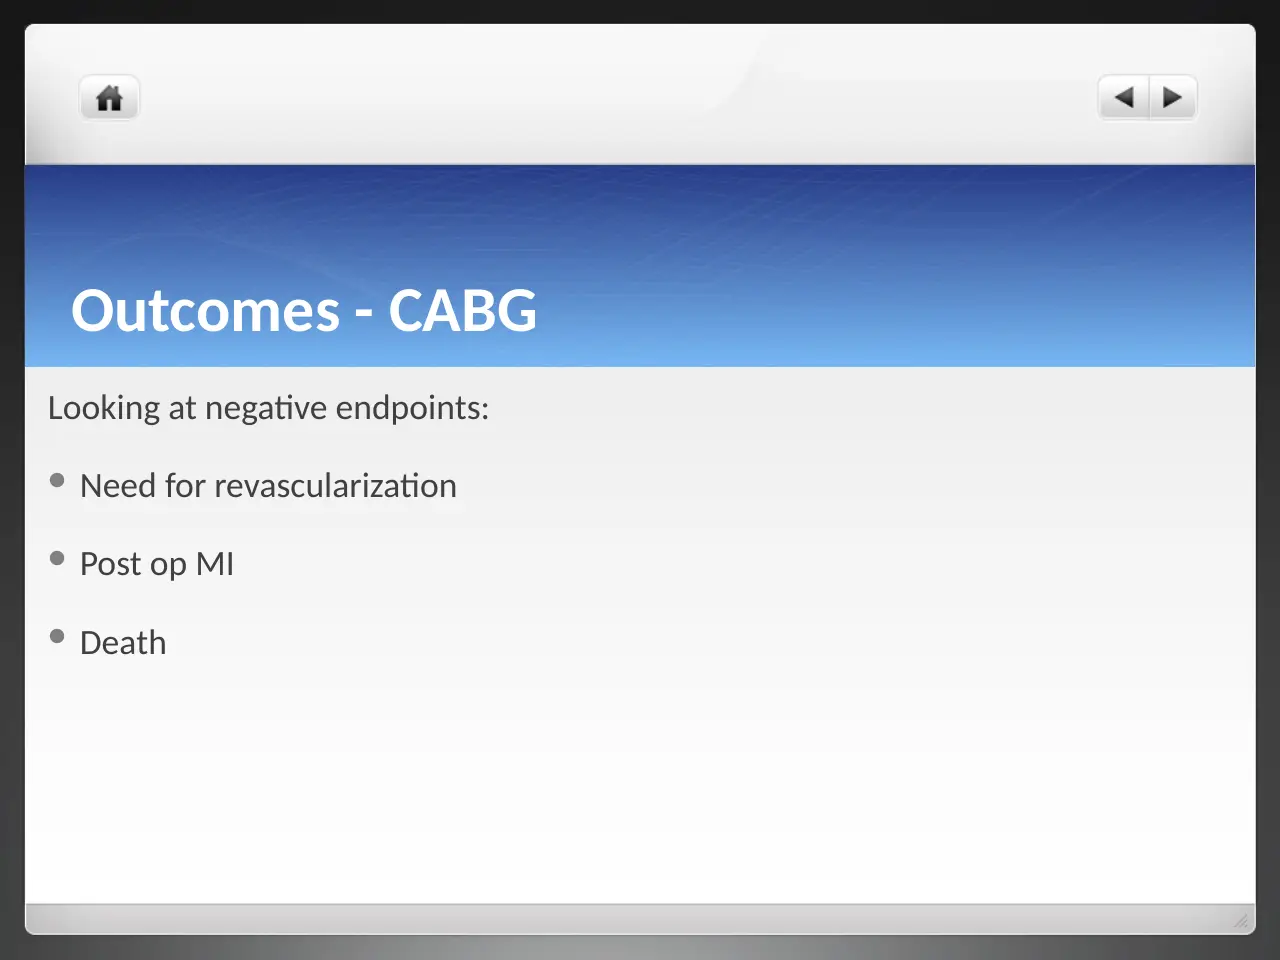 Outcomes - CABG
Looking at negative endpoints:
• Need for revascularization
• Post op MI
• Death